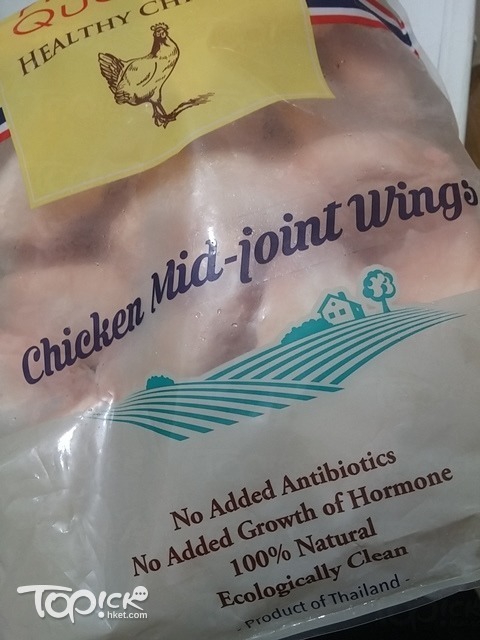 HEALTHY
Chicken Mid-joint Wings
No Added Antibiotics
No Added Growth of Hormone
100% Natural
Ecologically Clean
- Product of Thailand -
TOPICK
hket.com